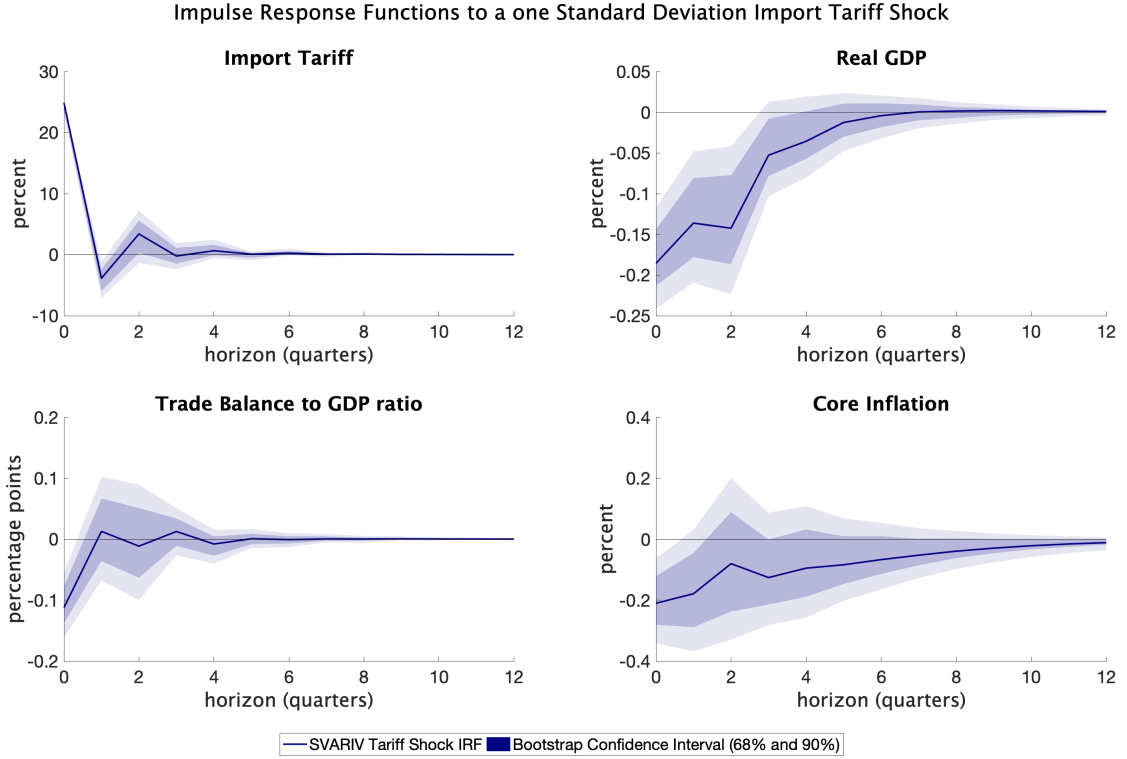 Impulse Response Functions to a one Standard Deviation Import Tariff Shock
Import Tariff
30
20
10
0
-10
percent
0 2 4 6 8 10 12
horizon (quarters)
Real GDP
0.05
0
-0.05
-0.1
-0.15
-0.2
-0.25
percent
0 2 4 6 8 10 12
horizon (quarters)
Trade Balance to GDP ratio
0.2
0.1
0
-0.1
-0.2
percentage points
0 2 4 6 8 10 12
horizon (quarters)
Core Inflation
0.4
0.2
0
-0.2
-0.4
percent
0 2 4 6 8 10 12
horizon (quarters)
SVARIV Tariff Shock IRF Bootstrap Confidence Interval (68% and 90%)